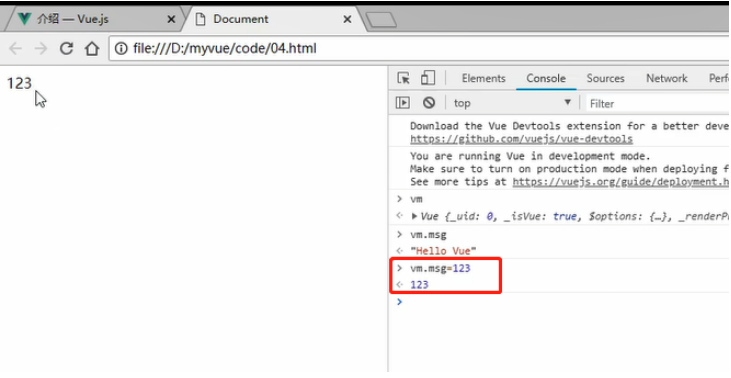 介绍 — Vue.js
Document
file:///D:/myvue/code/04.html
123
Elements Console Sources Network Perf
top Filter
Download the Vue Devtools extension for a better deve
https://github.com/vuejs/vue-devtools
You are running Vue in development mode.
Make sure to turn on production mode when deploying f
See more tips at https://vuejs.org/guide/deployment.h
> vm
Vue {_uid: 0, _isVue: true, $options: {…}, _renderPr
> vm.msg
"Hello Vue"
> vm.msg=123
123
>